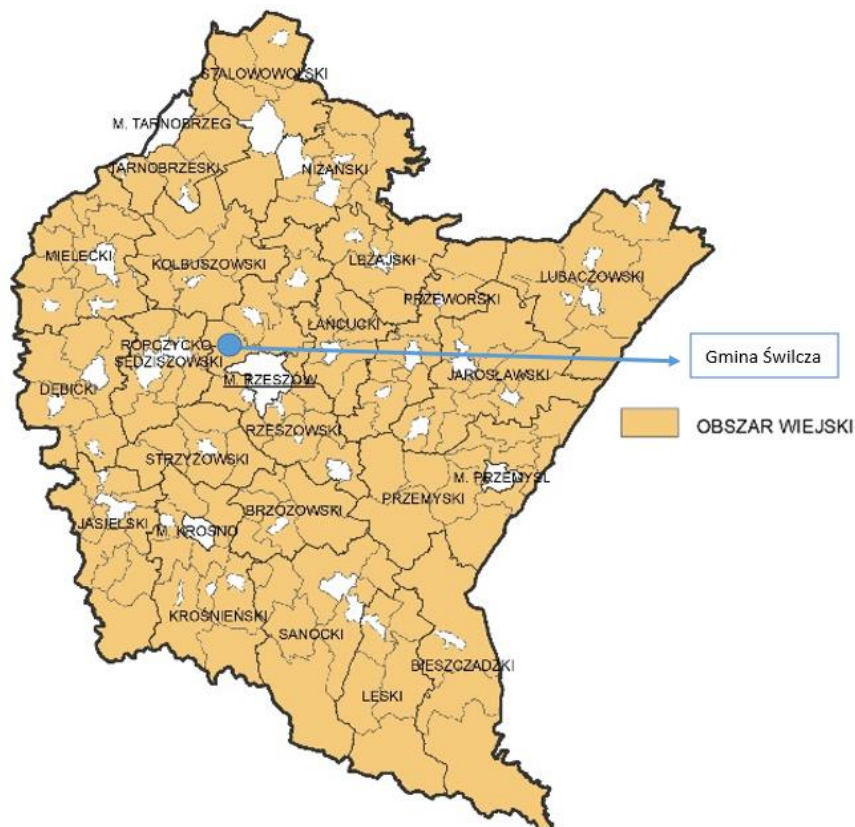 STALOWOWOLSKI
M. TARNOBRZEG
TARNOBRZESKI
NIŻAŃSKI
MIELECKI
KOLBUSZOWSKI
LEŻAJSKI
LUBACZOWSKI
PRZEWORSKI
ŁAŃCUCKI
ROPCZYCKO-
SĘDZISZOWSKI
Gmina Świlcza
DĘBICKI
M. RZESZÓW
JAROSŁAWSKI
OBSZAR WIEJSKI
RZESZOWSKI
STRZYŻOWSKI
M. PRZEMYŚL
PRZEMYSKI
JASIELSKI
M. KROSNO
BRZOZOWSKI
KROŚNIEŃSKI
SANOCKI
BIESZCZADZKI
LESKI